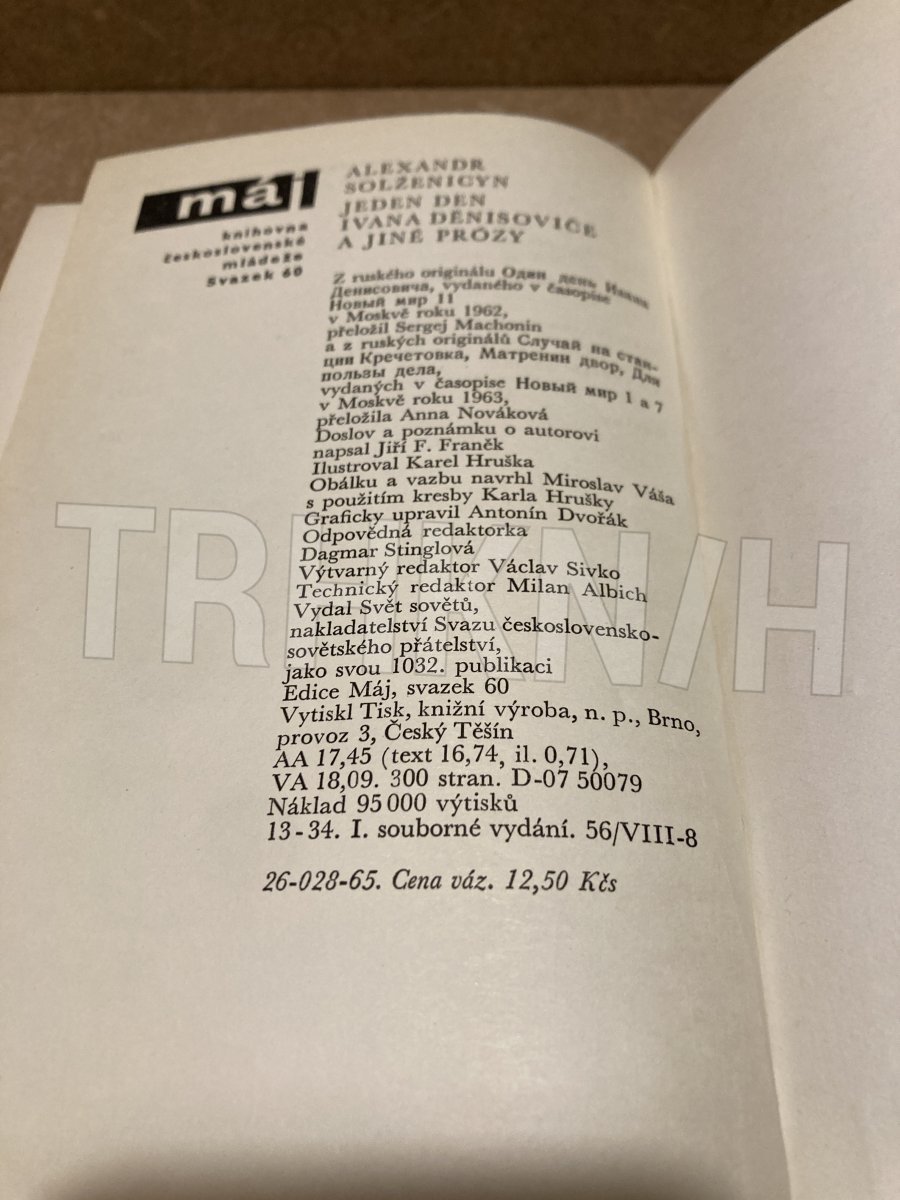 máj
knihovna
československé
mládeže
Svazek 60
ALEXANDR
SOLŽENICYN
JEDEN DEN
IVANA DĚNISOVIČE
A JINÉ PRÓZY
Z ruského originálu Один день Ивана
Денисовича, vydaného v časopise
Новый мир 11
v Moskvě roku 1962,
přeložil Sergej Machonin
a z ruských originálů Случай на стан-
ции Кречетовка, Матренин двор, Для
пользы дела,
vydaných v časopise Новый мир 1 a 7
v Moskvě roku 1963,
přeložila Anna Nováková
Doslov a poznámku o autorovi
napsal Jiří F. Franěk
Ilustroval Karel Hruška
Obálku a vazbu navrhl Miroslav Váša
s použitím kresby Karla Hrušky
Graficky upravil Antonín Dvořák
Odpovědná redaktorka
Dagmar Stinglová
Výtvarný redaktor Václav Sivko
Technický redaktor Milan Albich
Vydal Svět sovětů,
nakladatelství Svazu československo-
sovětského přátelství,
jako svou 1032. publikaci
Edice Máj, svazek 60
Vytiskl Tisk, knižní výroba, n. p., Brno,
provoz 3, Český Těšín
AA 17,45 (text 16,74, il. 0,71),
VA 18,09. 300 stran. D-07 50079
Náklad 95 000 výtisků
13-34. I. souborné vydání. 56/VIII-8
26-028-65. Cena váz. 12,50 Kčs
TRHKNIH